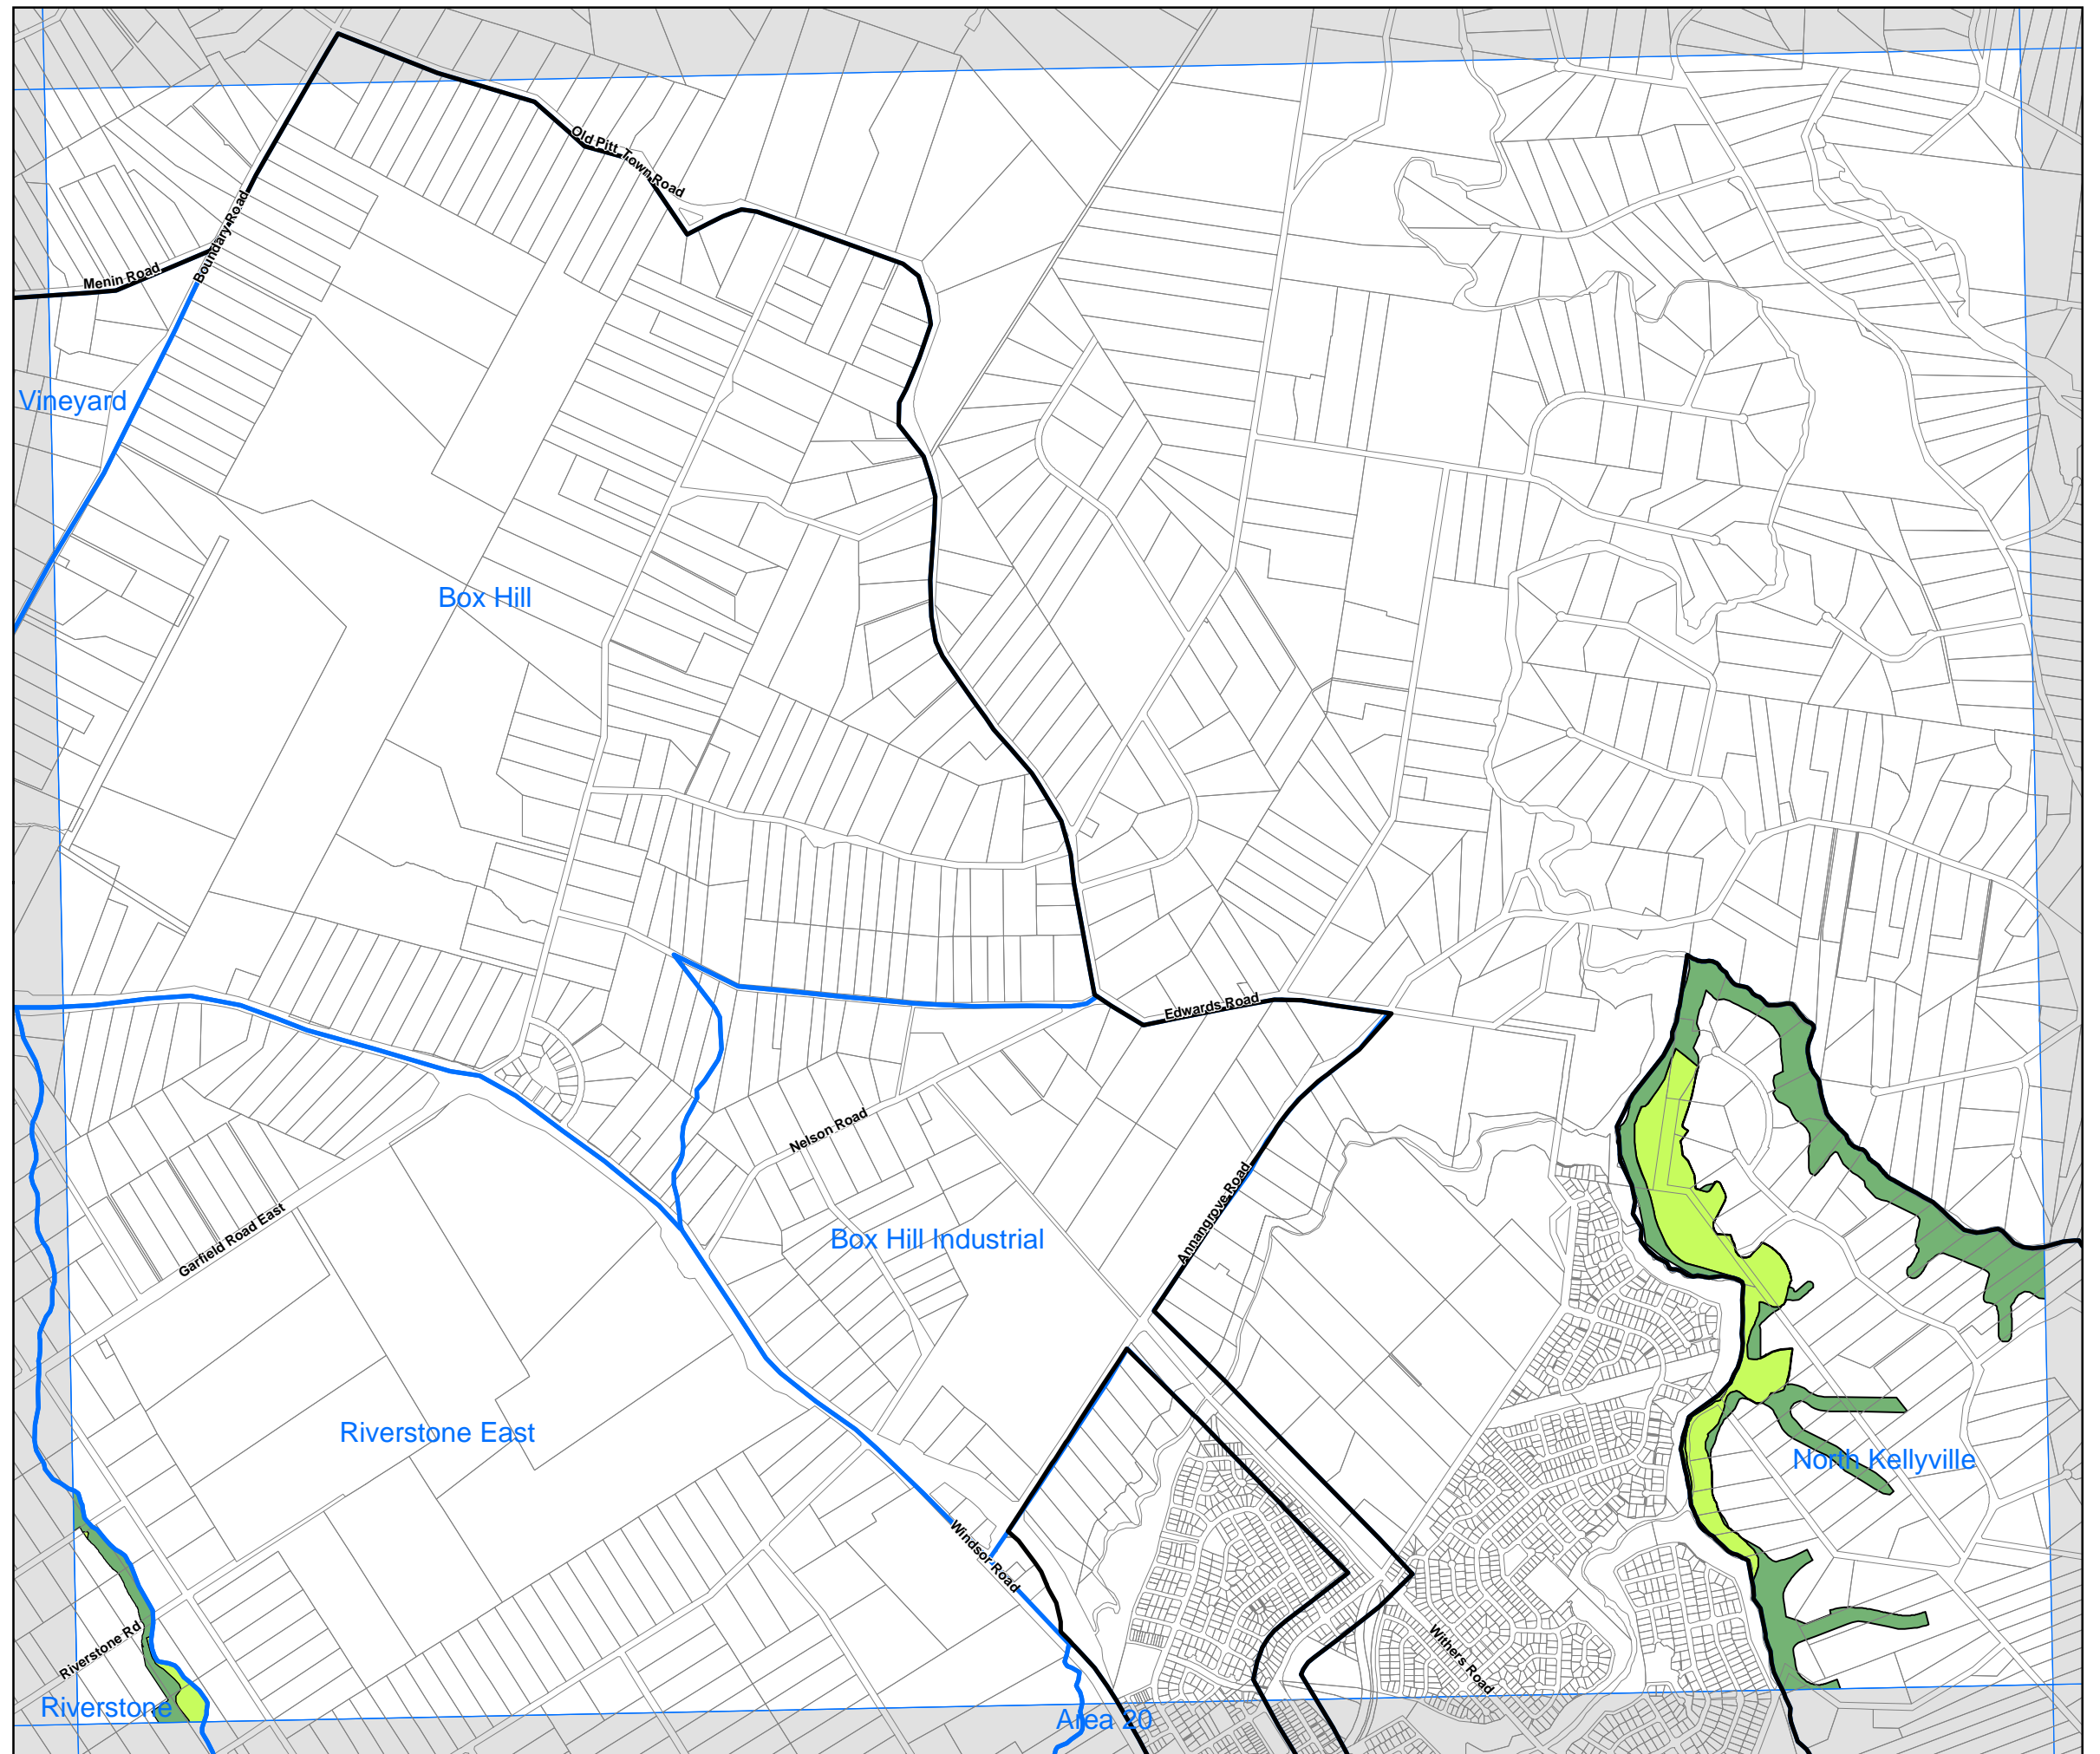 Old Pitt Town Road
Boundary Road
Menin Road
Vineyard
Box Hill
Edwards Road
Nelson Road
Annangrove Road
Garfield Road East
Box Hill Industrial
Riverstone East
North Kellyville
Windsor Road
Withers Road
Riverstone Rd
Riverstone
Area 20